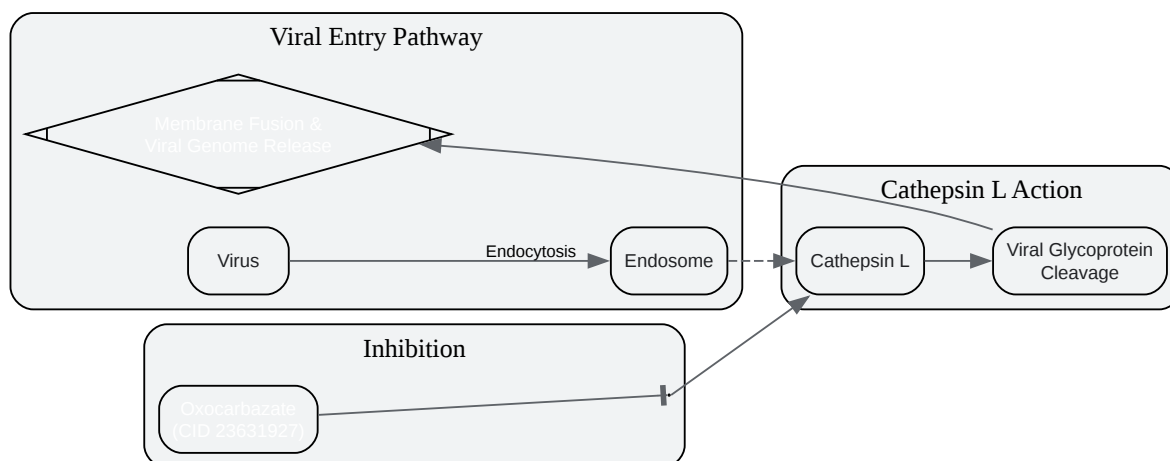 Viral Entry Pathway
Membrane Fusion &
Viral Genome Release
Cathepsin L Action
Virus
Endocytosis
Endosome
Cathepsin L
Viral Glycoprotein
Cleavage
Inhibition
Oxocarbazate
(CID 23631927)